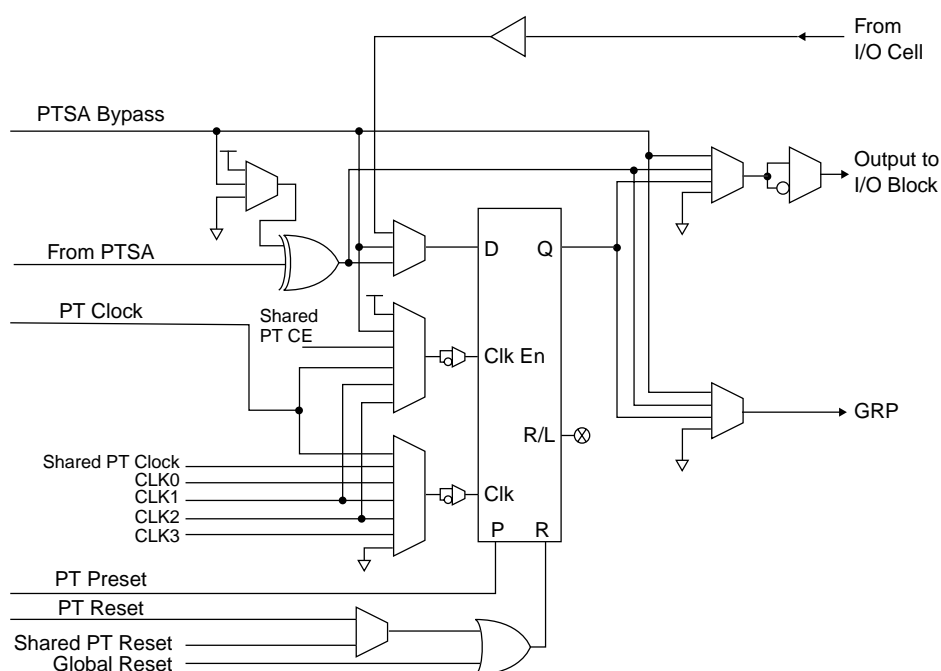 From
I/O Cell
PTSA Bypass
Output to
I/O Block
From PTSA
D
Q
PT Clock
Shared
PT CE
Clk En
GRP
R/L
Shared PT Clock
CLK0
CLK1
CLK2
CLK3
Clk
P
R
PT Preset
PT Reset
Shared PT Reset
Global Reset